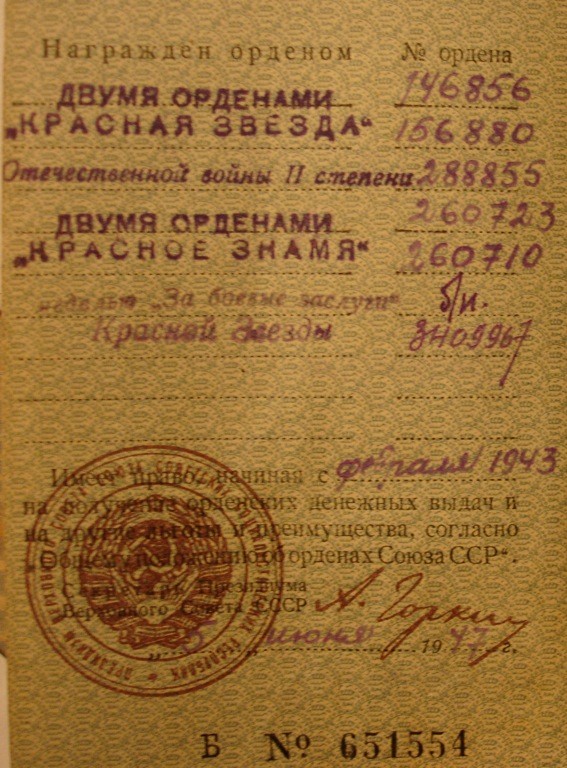 Награждён орденом № ордена
ДВУМЯ ОРДЕНАМИ 146856
„КРАСНАЯ ЗВЕЗДА“ 156880
Отечественной войны II степени 288855
ДВУМЯ ОРДЕНАМИ 260723
„КРАСНОЕ ЗНАМЯ“ 260710
медалью „За боевые заслуги“ б/н.
Красной Звезды
Имеет право, начиная с февраля 1943
на получение орденских денежных выдач и
на другие льготы и преимущества, согласно
„Общему положению об орденах Союза ССР“.
Секретарь Президиума
Верховного Совета СССР А. Горкин
„5 июня 1947 г.
Б № 651554